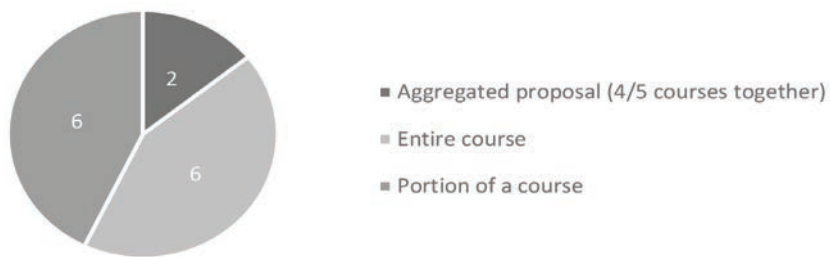 2
6
6
Aggregated proposal (4/5 courses together)
Entire course
Portion of a course